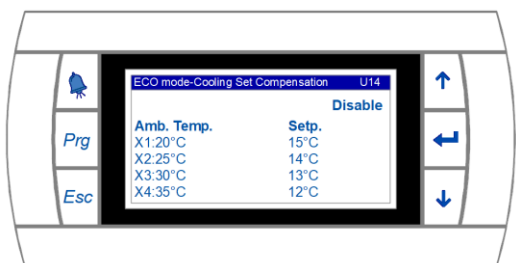 ECO mode-Cooling Set Compensation U14
Disable
Amb. Temp. Setp.
X1:20°C 15°C
X2:25°C 14°C
X3:30°C 13°C
X4:35°C 12°C
Prg
Esc